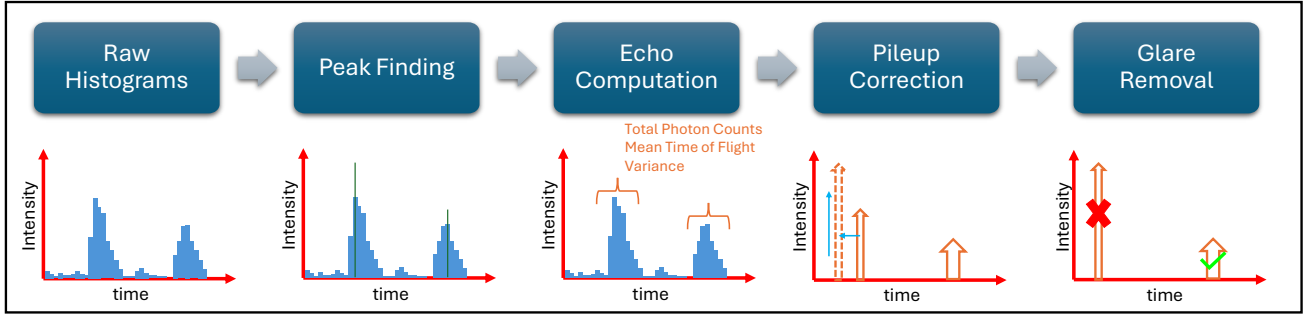 Raw
Histograms
Peak Finding
Echo
Computation
Pileup
Correction
Glare
Removal
Total Photon Counts
Mean Time of Flight
Variance
Intensity
time
Intensity
time
Intensity
time
Intensity
time
Intensity
time